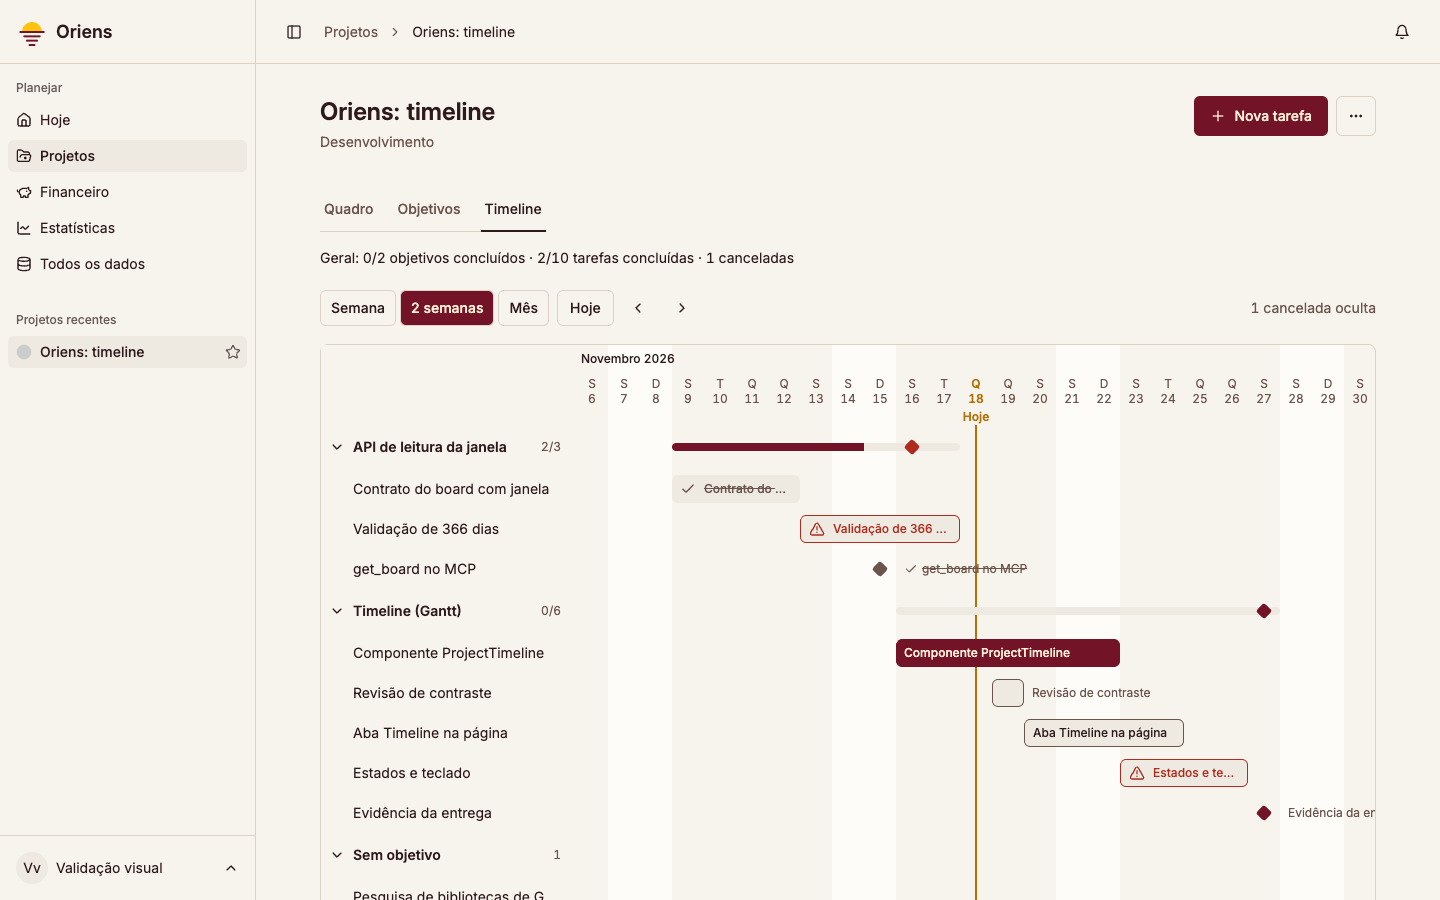 Oriens
Projetos
Oriens: timeline
Planejar
Hoje
Projetos
Financeiro
Estatísticas
Todos os dados
Projetos recentes
Oriens: timeline
Vv
Validação visual
Oriens: timeline
Desenvolvimento
Nova tarefa
Quadro Objetivos Timeline
Geral: 0/2 objetivos concluídos · 2/10 tarefas concluídas · 1 canceladas
Semana 2 semanas Mês Hoje
1 cancelada oculta
Novembro 2026
S S D S T Q Q S S D S T Q Q S S D S T Q Q S S D S
6 7 8 9 10 11 12 13 14 15 16 17 18 19 20 21 22 23 24 25 26 27 28 29 30
Hoje
API de leitura da janela 2/3
Contrato do board com janela Contrato do ...
Validação de 366 dias Validação de 366 ...
get_board no MCP get_board no MCP
Timeline (Gantt) 0/6
Componente ProjectTimeline Componente ProjectTimeline
Revisão de contraste Revisão de contraste
Aba Timeline na página Aba Timeline na página
Estados e teclado Estados e te...
Evidência da entrega Evidência da er
Sem objetivo 1
Pesquisa de bibliotecas de G